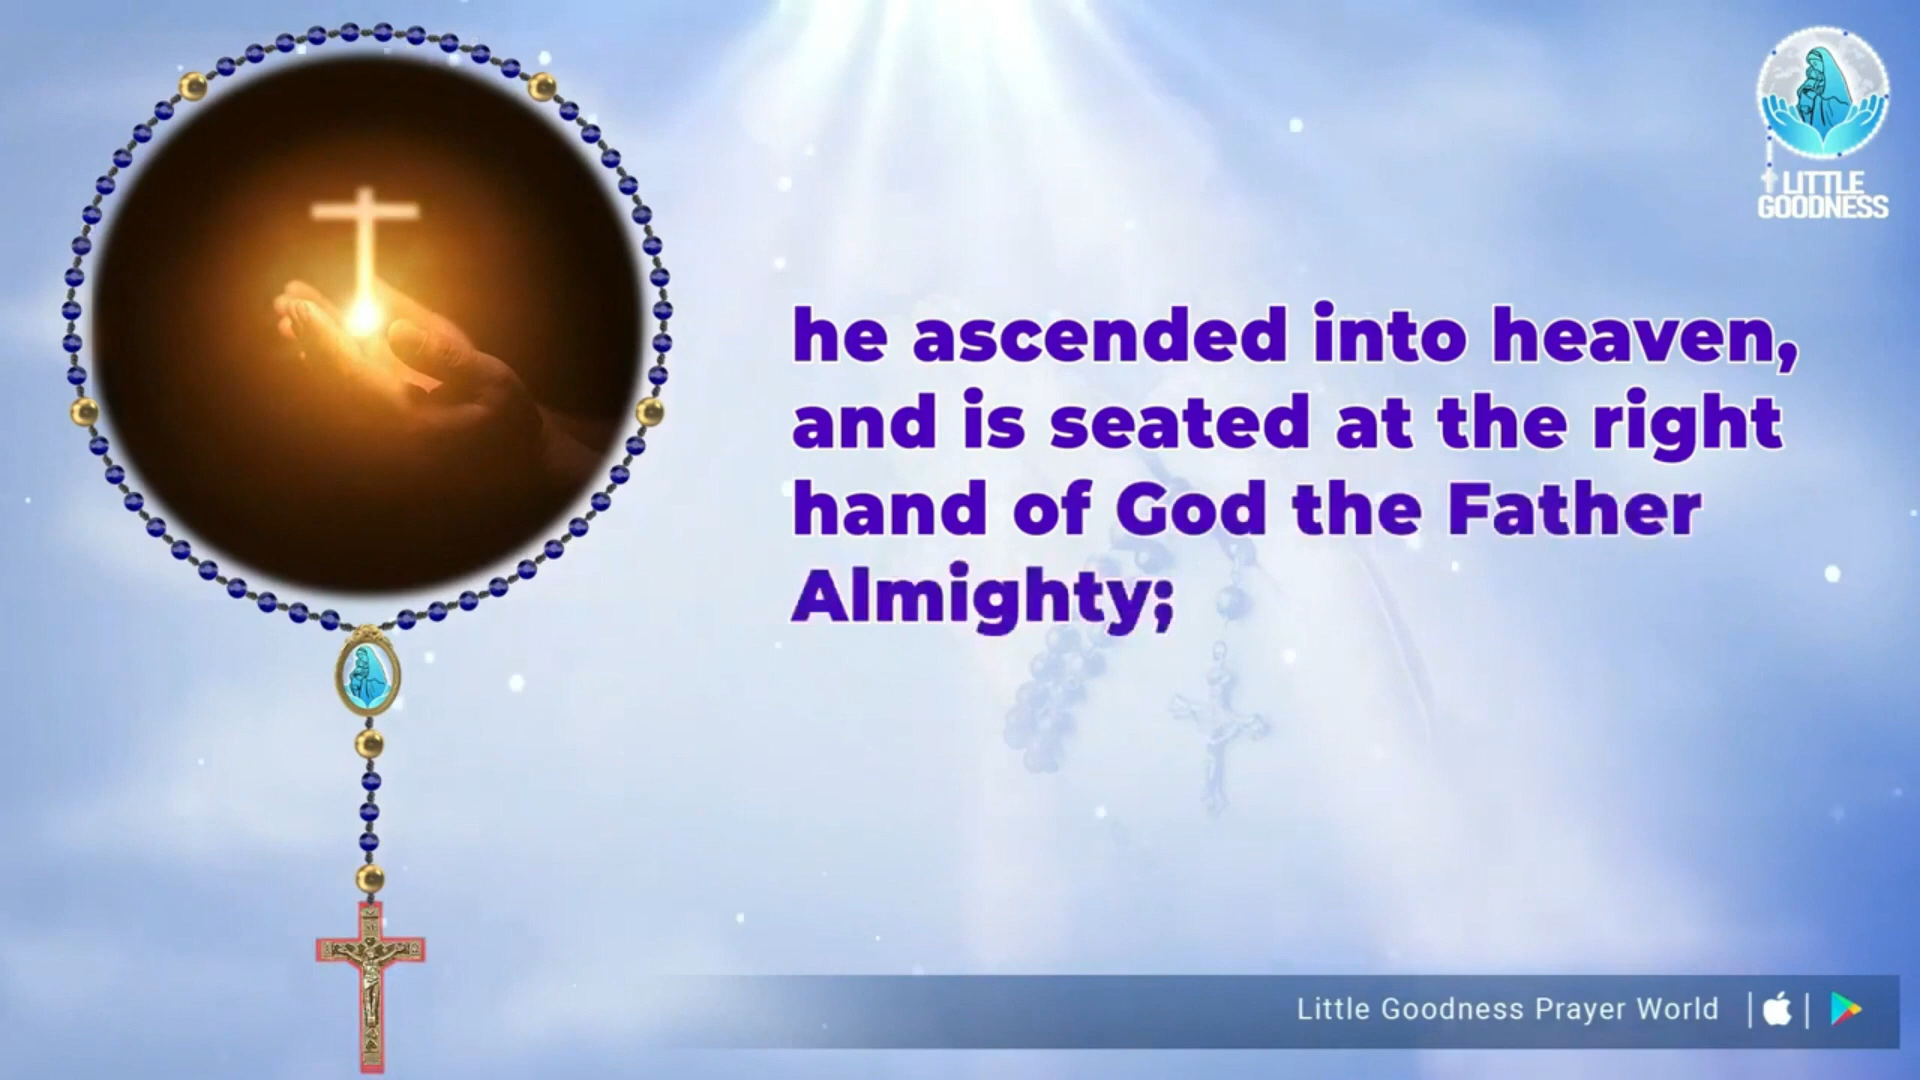 he ascended into heaven,
and is seated at the right
hand of God the Father
Almighty;
LITTLE
GOODNESS
Little Goodness Prayer World